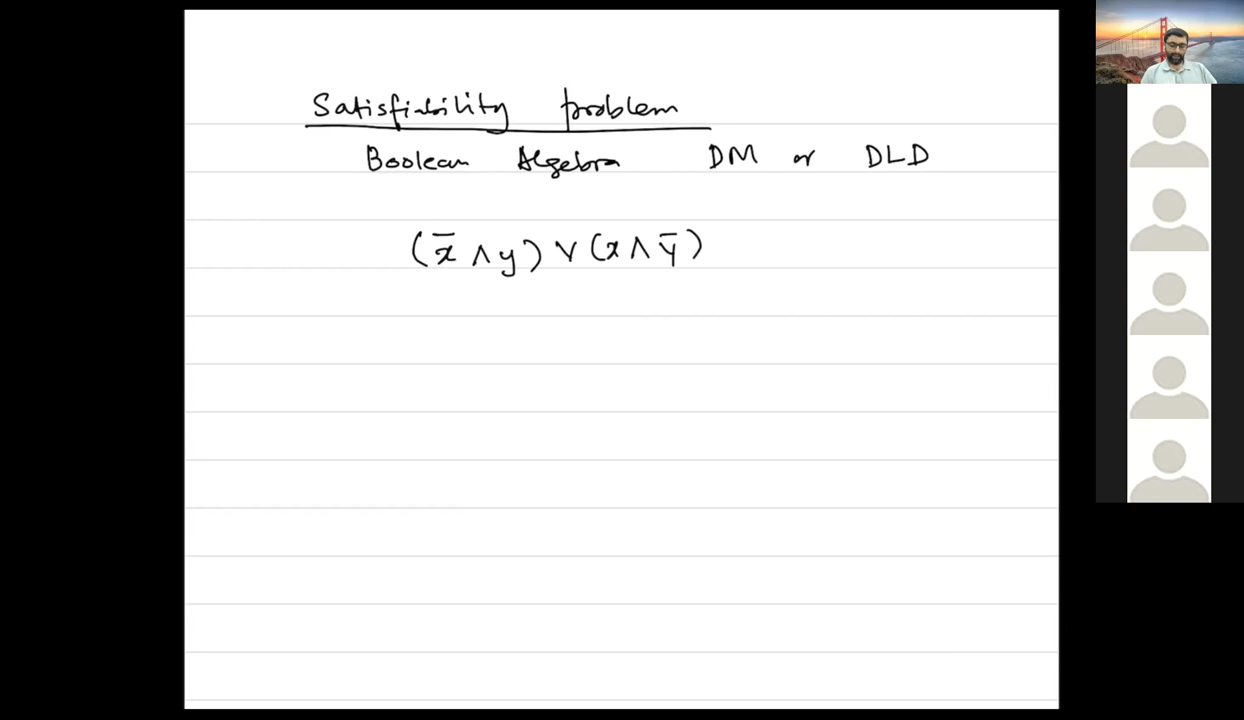 Satisfiability problem
Boolean Algebra DM or DLD
(x̅ ∧ y) ∨ (x ∧ y̅)